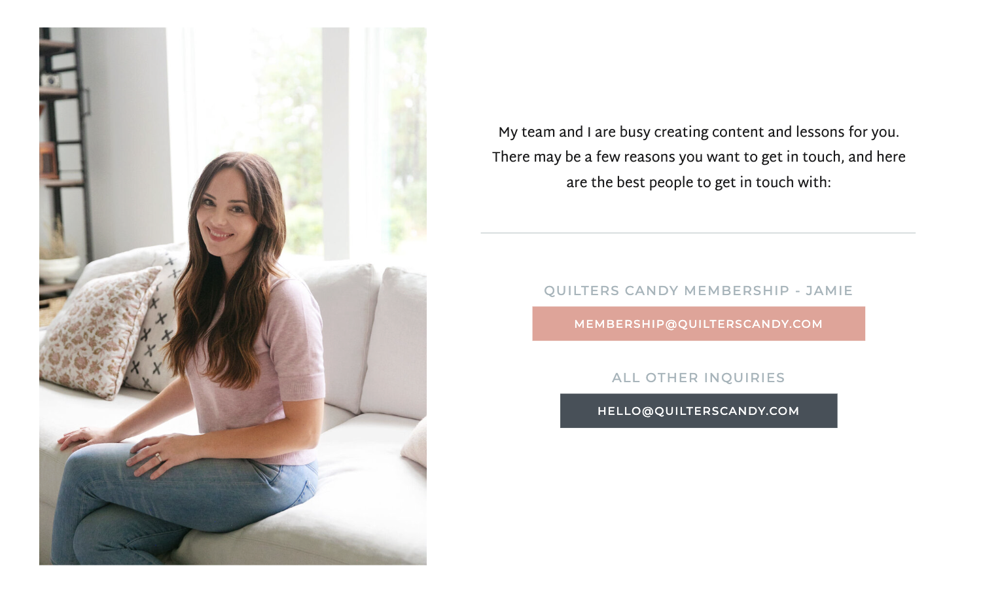 My team and I are busy creating content and lessons for you.
There may be a few reasons you want to get in touch, and here
are the best people to get in touch with:
QUILTERS CANDY MEMBERSHIP - JAMIE
MEMBERSHIP@QUILTERSCANDY.COM
ALL OTHER INQUIRIES
HELLO@QUILTERSCANDY.COM